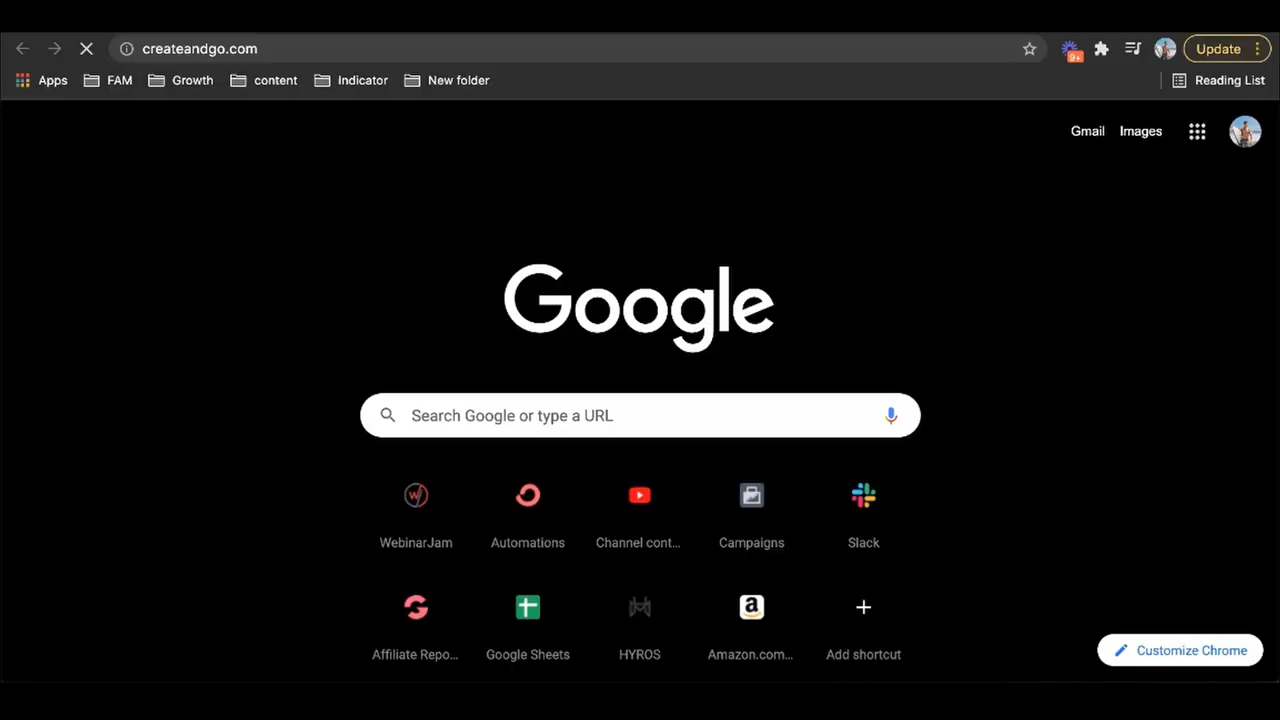 createandgo.com
9+
Update
Apps FAM Growth content Indicator New folder Reading List
Gmail Images
Google
Search Google or type a URL
WebinarJam Automations Channel cont... Campaigns Slack
Affiliate Repo... Google Sheets HYROS Amazon.com... Add shortcut
Customize Chrome